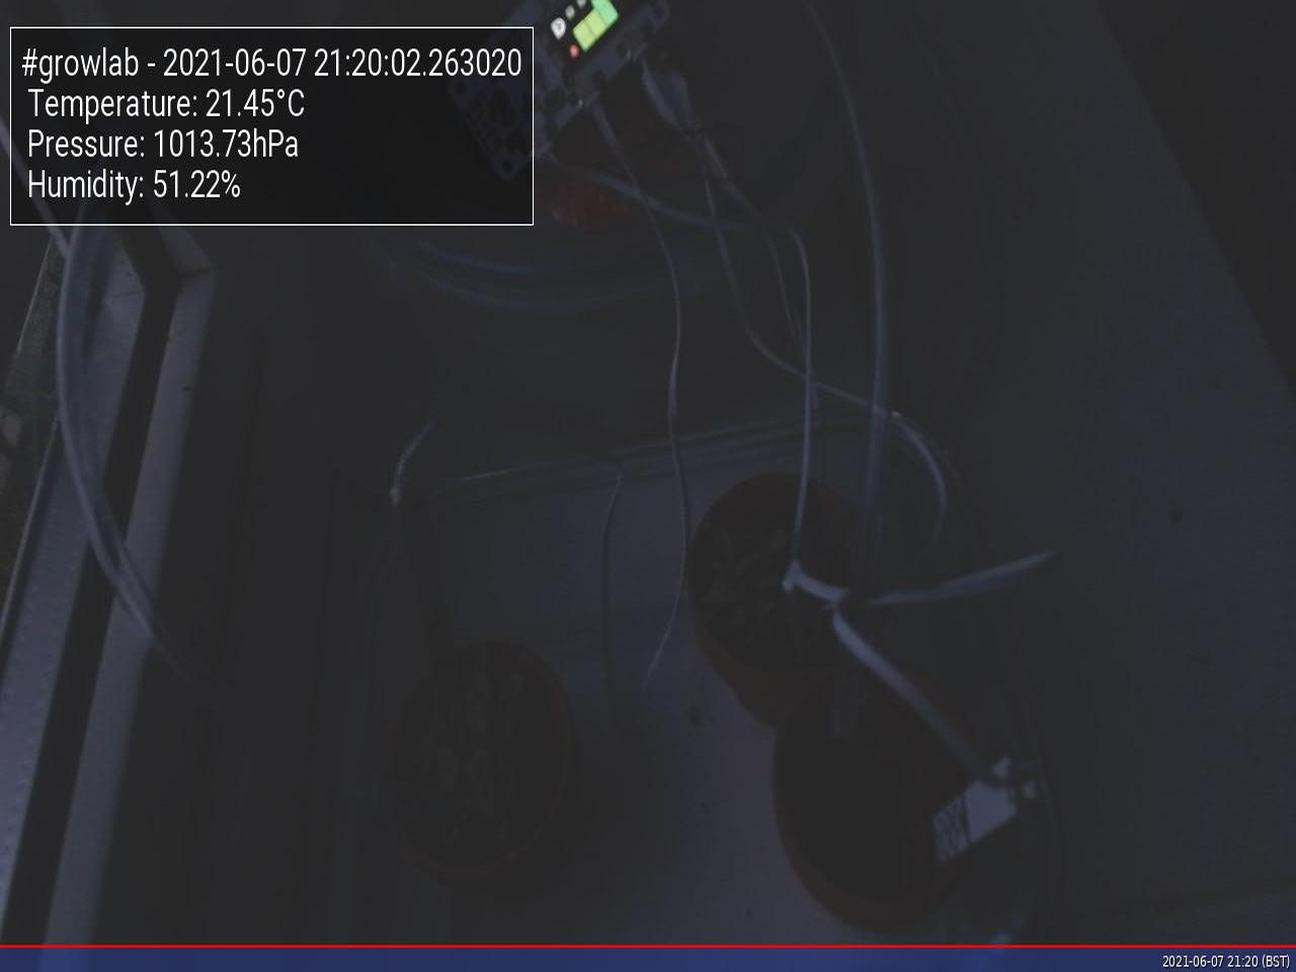 #growlab - 2021-06-07 21:20:02.263020
Temperature: 21.45°C
Pressure: 1013.73hPa
Humidity: 51.22%
2021-06-07 21:20 (BST)